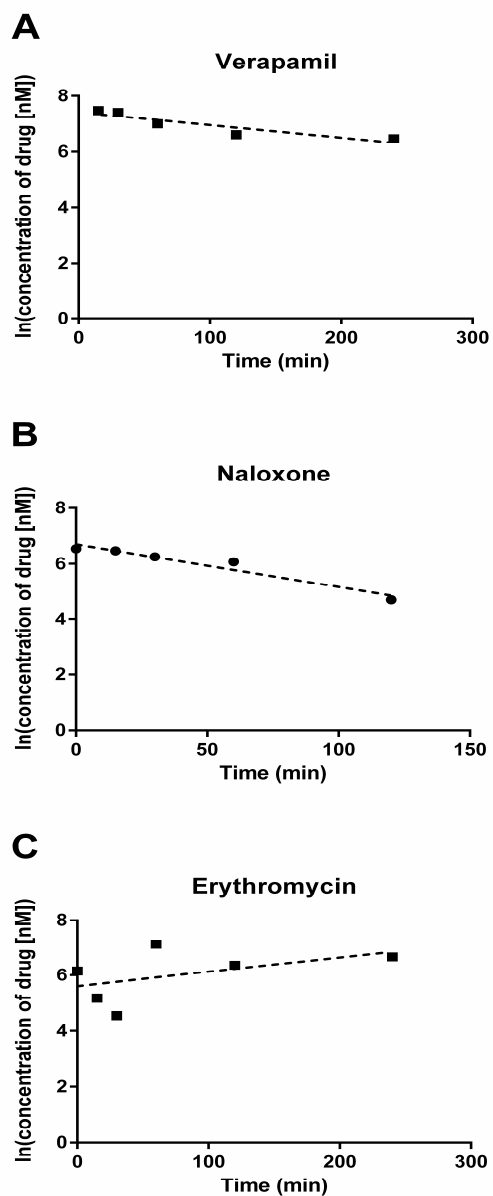 A
Verapamil
ln(concentration of drug [nM])
8
6
4
2
0
0 100 200 300
Time (min)
B
Naloxone
ln(concentration of drug [nM])
8
6
4
2
0
0 50 100 150
Time (min)
C
Erythromycin
ln(concentration of drug [nM])
8
6
4
2
0
0 100 200 300
Time (min)